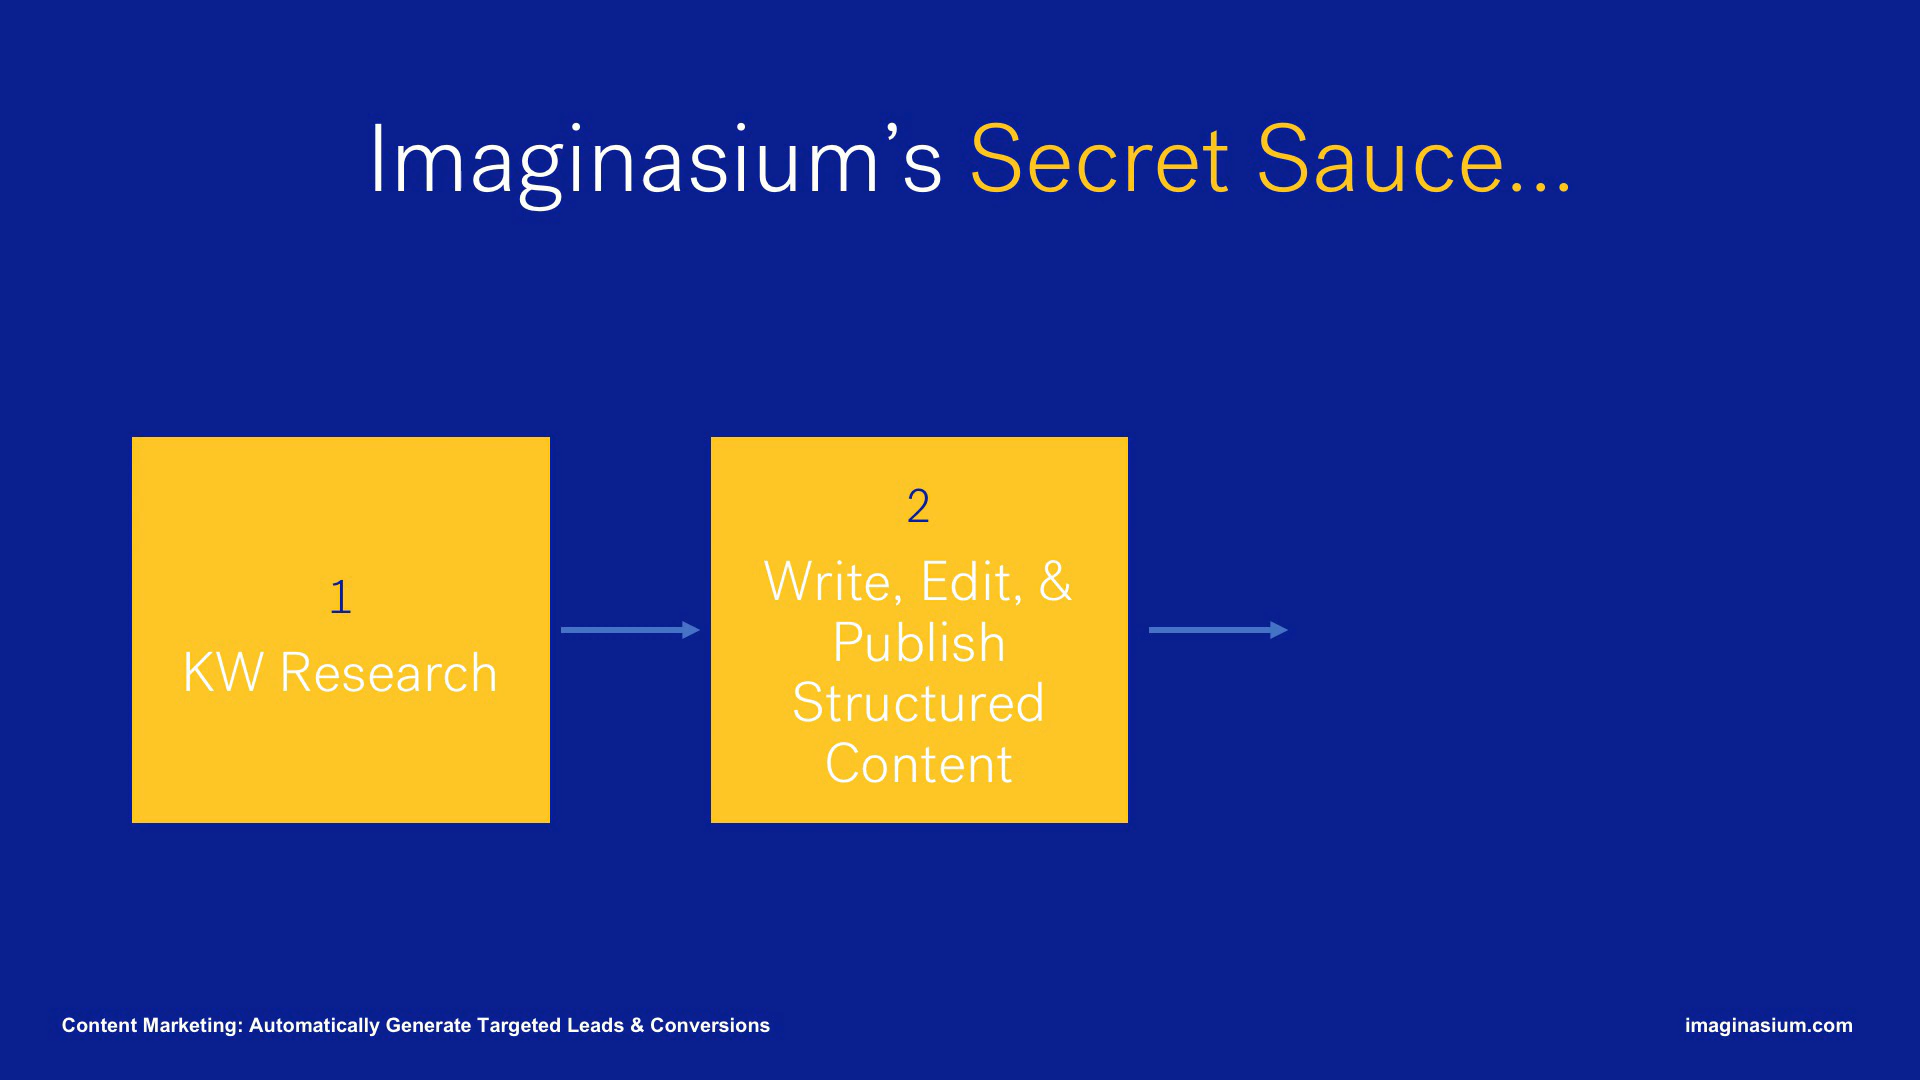 Imaginasium’s Secret Sauce...
1
KW Research
2
Write, Edit, &
Publish
Structured
Content
Content Marketing: Automatically Generate Targeted Leads & Conversions
imaginasium.com